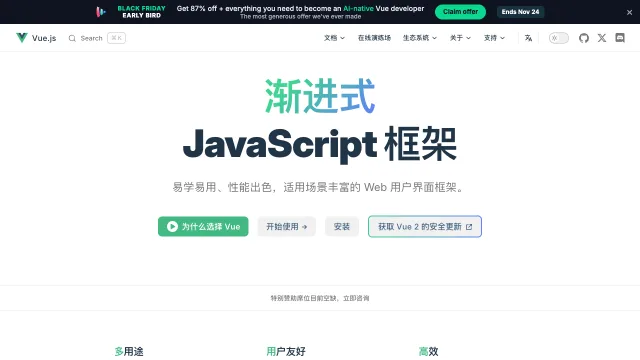 BLACK FRIDAY
EARLY BIRD
Get 87% off + everything you need to become an AI-native Vue developer
The most generous offer we've ever made
Claim offer
Ends Nov 24
Vue.js
Search
⌘ K
文档
在线演练场
生态系统
关于
支持
渐进式
JavaScript 框架
易学易用、性能出色,适用场景丰富的 Web 用户界面框架。
为什么选择 Vue
开始使用 →
安装
获取 Vue 2 的安全更新
特别赞助席位目前空缺,立即咨询
多用途
用户友好
高效